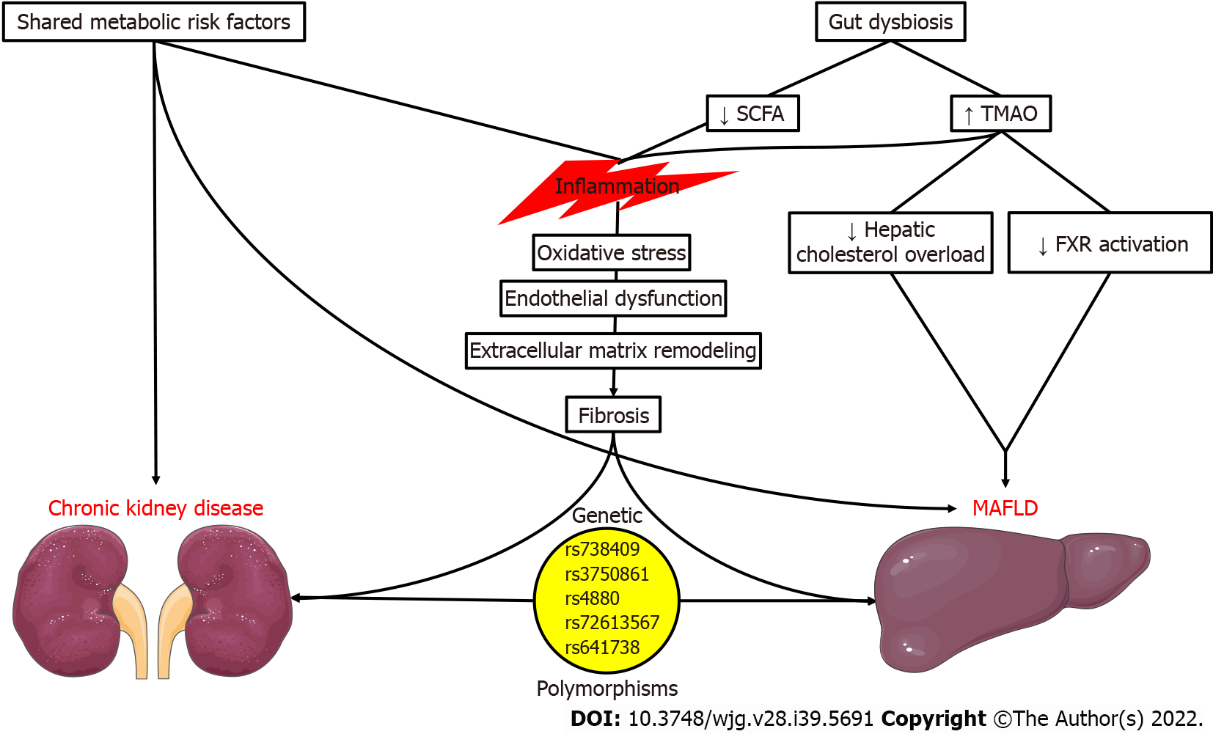 Shared metabolic risk factors
Gut dysbiosis
↓ SCFA
↑ TMAO
Inflammation
↓ Hepatic
cholesterol overload
↓ FXR activation
Oxidative stress
Endothelial dysfunction
Extracellular matrix remodeling
Fibrosis
Chronic kidney disease
MAFLD
Genetic
rs738409
rs3750861
rs4880
rs72613567
rs641738
Polymorphisms
DOI: 10.3748/wjg.v28.i39.5691 Copyright ©The Author(s) 2022.